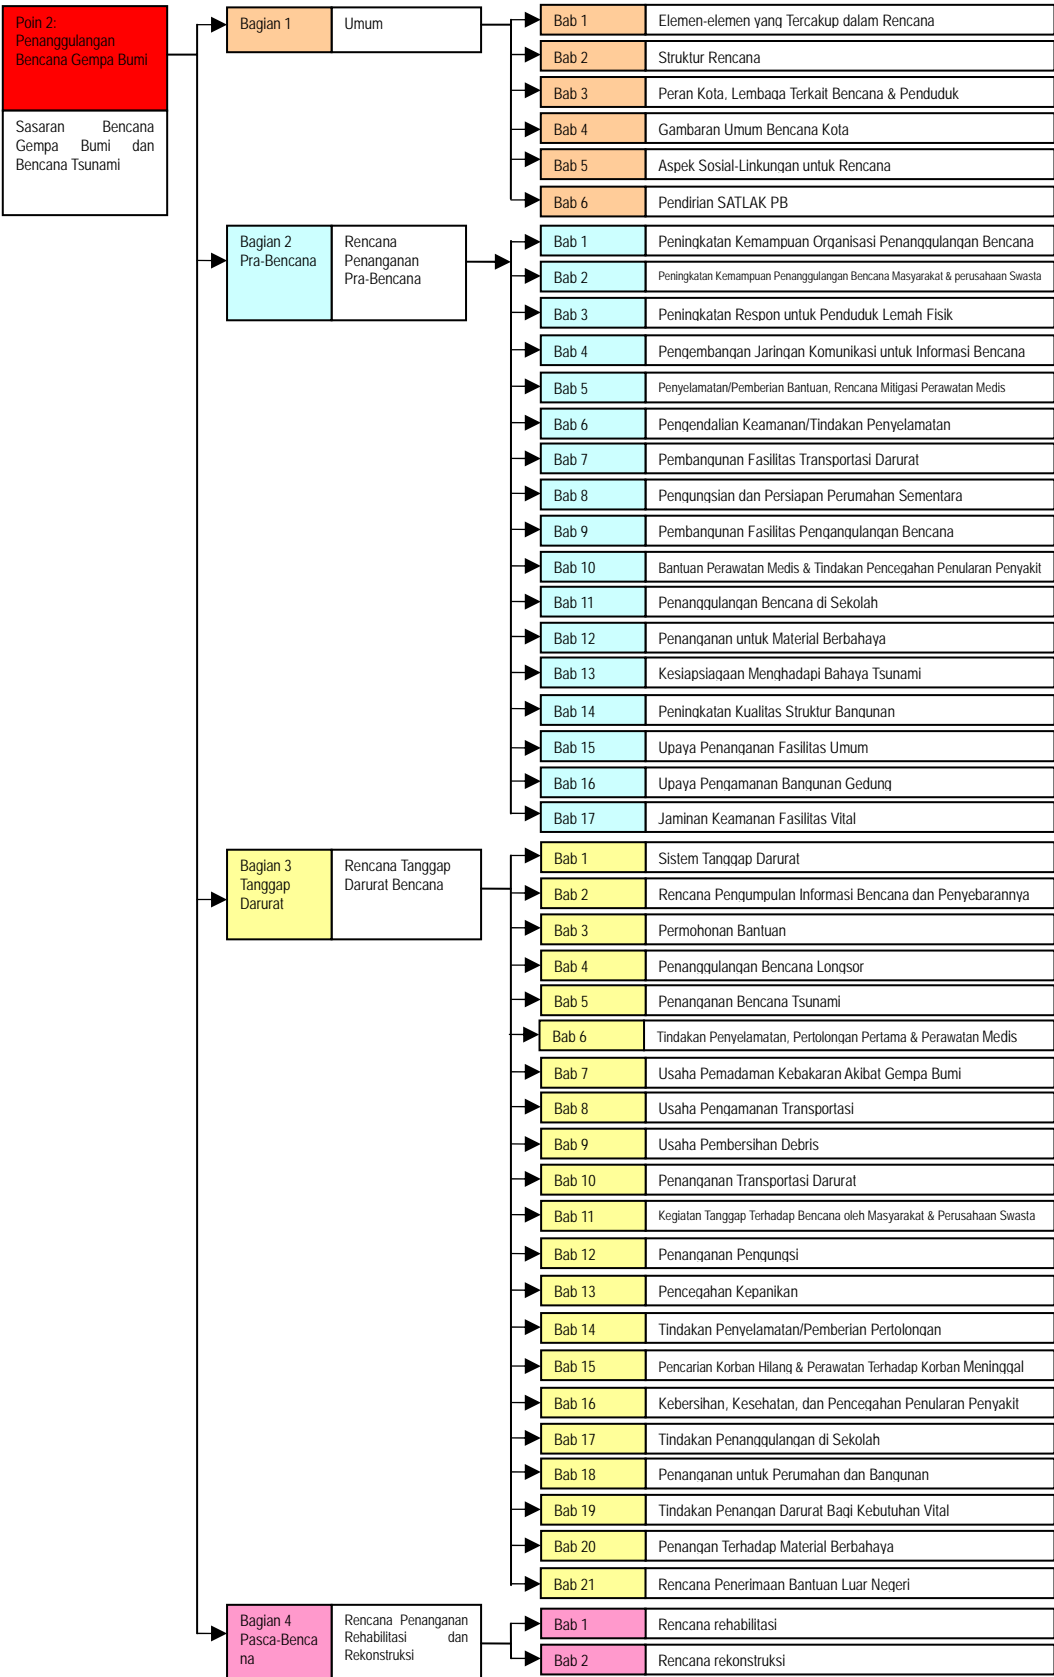 Poin 2:
Penanggulangan
Bencana Gempa Bumi
Sasaran Bencana
Gempa Bumi dan
Bencana Tsunami
Bagian 1
Umum
Bab 1 Elemen-elemen yang Tercakup dalam Rencana
Bab 2 Struktur Rencana
Bab 3 Peran Kota, Lembaga Terkait Bencana & Penduduk
Bab 4 Gambaran Umum Bencana Kota
Bab 5 Aspek Sosial-Linkungan untuk Rencana
Bab 6 Pendirian SATLAK PB
Bagian 2
Pra-Bencana
Rencana
Penanganan
Pra-Bencana
Bab 1 Peningkatan Kemampuan Organisasi Penanggulangan Bencana
Bab 2 Peningkatan Kemampuan Penanggulangan Bencana Masyarakat & perusahaan Swasta
Bab 3 Peningkatan Respon untuk Penduduk Lemah Fisik
Bab 4 Pengembangan Jaringan Komunikasi untuk Informasi Bencana
Bab 5 Penyelamatan/Pemberian Bantuan, Rencana Mitigasi Perawatan Medis
Bab 6 Pengendalian Keamanan/Tindakan Penyelamatan
Bab 7 Pembangunan Fasilitas Transportasi Darurat
Bab 8 Pengungsian dan Persiapan Perumahan Sementara
Bab 9 Pembangunan Fasilitas Pengangulangan Bencana
Bab 10 Bantuan Perawatan Medis & Tindakan Pencegahan Penularan Penyakit
Bab 11 Penanggulangan Bencana di Sekolah
Bab 12 Penanganan untuk Material Berbahaya
Bab 13 Kesiapsiagaan Menghadapi Bahaya Tsunami
Bab 14 Peningkatan Kualitas Struktur Bangunan
Bab 15 Upaya Penanganan Fasilitas Umum
Bab 16 Upaya Pengamanan Bangunan Gedung
Bab 17 Jaminan Keamanan Fasilitas Vital
Bagian 3
Tanggap
Darurat
Rencana Tanggap
Darurat Bencana
Bab 1 Sistem Tanggap Darurat
Bab 2 Rencana Pengumpulan Informasi Bencana dan Penyebarannya
Bab 3 Permohonan Bantuan
Bab 4 Penanggulangan Bencana Longsor
Bab 5 Penanganan Bencana Tsunami
Bab 6 Tindakan Penyelamatan, Pertolongan Pertama & Perawatan Medis
Bab 7 Usaha Pemadaman Kebakaran Akibat Gempa Bumi
Bab 8 Usaha Pengamanan Transportasi
Bab 9 Usaha Pembersihan Debris
Bab 10 Penanganan Transportasi Darurat
Bab 11 Kegiatan Tanggap Terhadap Bencana oleh Masyarakat & Perusahaan Swasta
Bab 12 Penanganan Pengungsi
Bab 13 Pencegahan Kepanikan
Bab 14 Tindakan Penyelamatan/Pemberian Pertolongan
Bab 15 Pencarian Korban Hilang & Perawatan Terhadap Korban Meninggal
Bab 16 Kebersihan, Kesehatan, dan Pencegahan Penularan Penyakit
Bab 17 Tindakan Penanggulangan di Sekolah
Bab 18 Penanganan untuk Perumahan dan Bangunan
Bab 19 Tindakan Penangan Darurat Bagi Kebutuhan Vital
Bab 20 Penangan Terhadap Material Berbahaya
Bab 21 Rencana Penerimaan Bantuan Luar Negeri
Bagian 4
Pasca-Benca
na
Rencana Penanganan
Rehabilitasi dan
Rekonstruksi
Bab 1 Rencana rehabilitasi
Bab 2 Rencana rekonstruksi